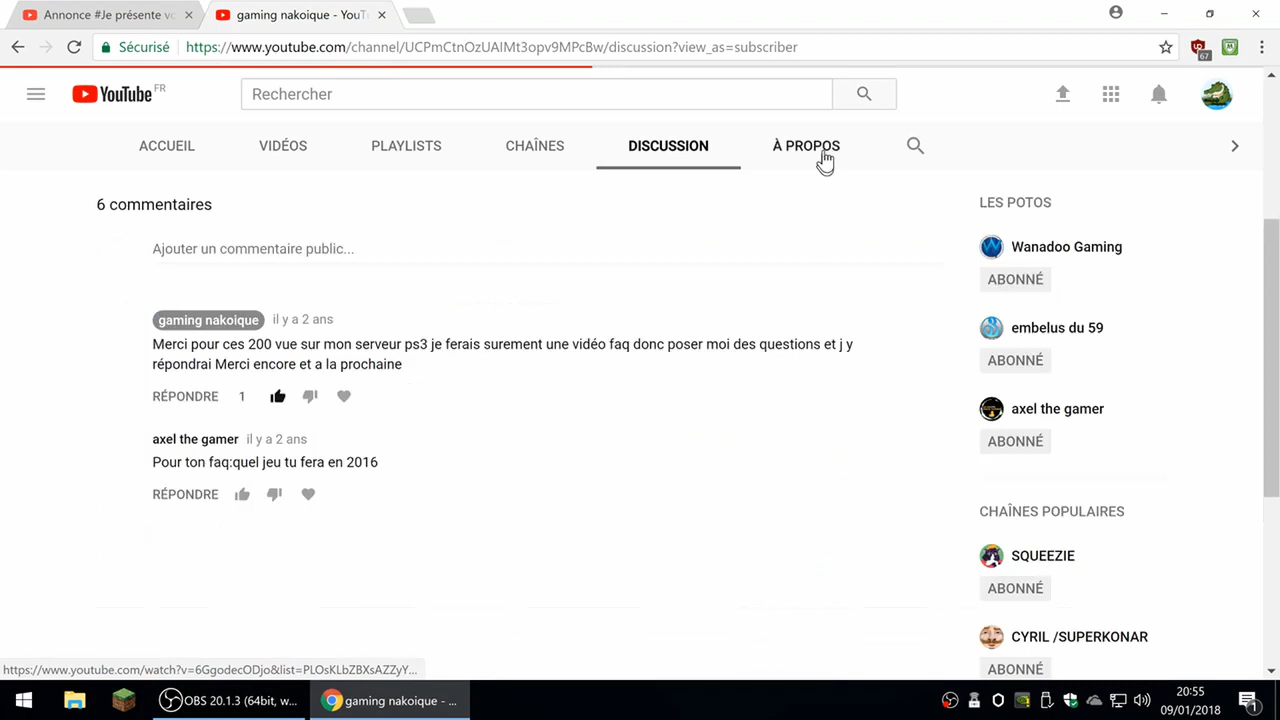 Annonce #Je présente vo
gaming nakoique - YouT
Sécurisé
https://www.youtube.com/channel/UCPmCtnOzUAIMt3opv9MPcBw/discussion?view_as=subscriber
67
YouTube FR
Rechercher
ACCUEIL VIDÉOS PLAYLISTS CHAÎNES DISCUSSION À PROPOS
6 commentaires
Ajouter un commentaire public...
gaming nakoique il y a 2 ans
Merci pour ces 200 vue sur mon serveur ps3 je ferais surement une vidéo faq donc poser moi des questions et j y
répondrai Merci encore et a la prochaine
RÉPONDRE 1
axel the gamer il y a 2 ans
Pour ton faq:quel jeu tu fera en 2016
RÉPONDRE
LES POTOS
Wanadoo Gaming
ABONNÉ
embelus du 59
ABONNÉ
axel the gamer
ABONNÉ
CHAÎNES POPULAIRES
SQUEEZIE
ABONNÉ
CYRIL /SUPERKONAR
ABONNÉ
https://www.youtube.com/watch?v=6GgodecODjo&list=PLOsKLbZBXsAZZyY...
OBS 20.1.3 (64bit, w...
gaming nakoique - ...
20:55
09/01/2018
1